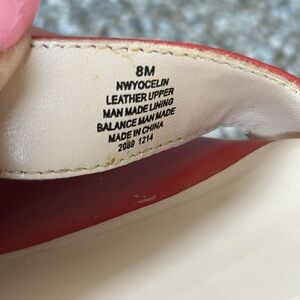 8M
NWYOCELIN
LEATHER UPPER
MAN MADE LINING
BALANCE MAN MADE
MADE IN CHINA
2089 1214